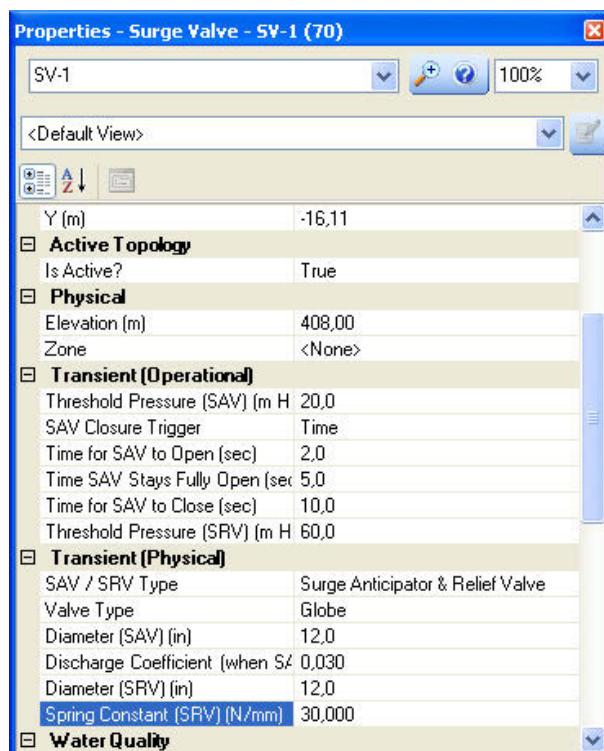 Properties - Surge Valve - SV-1 (70)
SV-1
100%
<Default View>
Y (m) -16,11
Active Topology
Is Active? True
Physical
Elevation (m) 408,00
Zone <None>
Transient (Operational)
Threshold Pressure (SAV) (m H 20,0
SAV Closure Trigger Time
Time for SAV to Open (sec) 2,0
Time SAV Stays Fully Open (sec 5,0
Time for SAV to Close (sec) 10,0
Threshold Pressure (SRV) (m H 60,0
Transient (Physical)
SAV / SRV Type Surge Anticipator & Relief Valve
Valve Type Globe
Diameter (SAV) (in) 12,0
Discharge Coefficient (when SA 0,030
Diameter (SRV) (in) 12,0
Spring Constant (SRV) (N/mm) 30,000
Water Quality